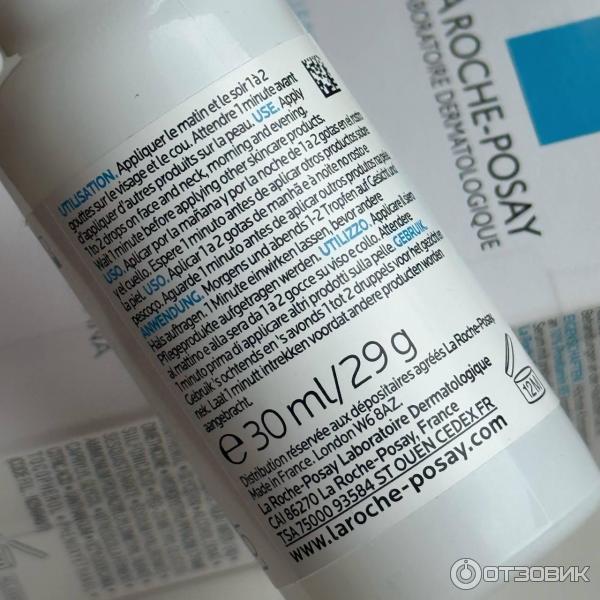 UTILISATION. Appliquer le matin et le soir 1 à 2
gouttes sur le visage et le cou. Attendre 1 minute avant
d'appliquer d'autres produits sur la peau. USE. Apply
1 to 2 drops on face and neck, morning and evening.
Wait 1 minute before applying other skincare products
USO. Aplicar por la mañana y por la noche de 1 a 2 gotas en el rostro
y el cuello. Espere 1 minuto antes de aplicar otros productos sobre
la piel. USO. Aplicar 1 a 2 gotas de manhã e à noite no rosto e
pescoço. Aguarde 1 minuto antes de aplicar outros produtos na pele.
ANWENDUNG. Morgens und abends 1-2 Tropfen auf Gesicht und
Hals auftragen. 1 Minute einwirken lassen, bevor andere
Pflegeprodukte aufgetragen werden. UTILIZZO. Applicare
al mattino e alla sera da 1 a 2 gocce su viso e collo. Attendere
1 minuto prima di applicare altri prodotti sulla pelle. GEBRUIK.
Gebruik 's ochtends en 's avonds 1 tot 2 druppels voor het gezicht en
nek. Laat 1 minuut intrekken voordat andere producten worden
aangebracht.
e 30 ml/29 g
12M
Distribution réservée aux dépositaires agréés La Roche-Posay
Made in France. London W6 8AZ.
La Roche-Posay Laboratoire Dermatologique
CAI 86270 La Roche-Posay, France
TSA 75000 93584 ST OUEN CEDEX FR
www.laroche-posay.com
LA ROCHE-POSAY
LABORATOIRE DERMATOLOGIQUE
ОТЗОВИК